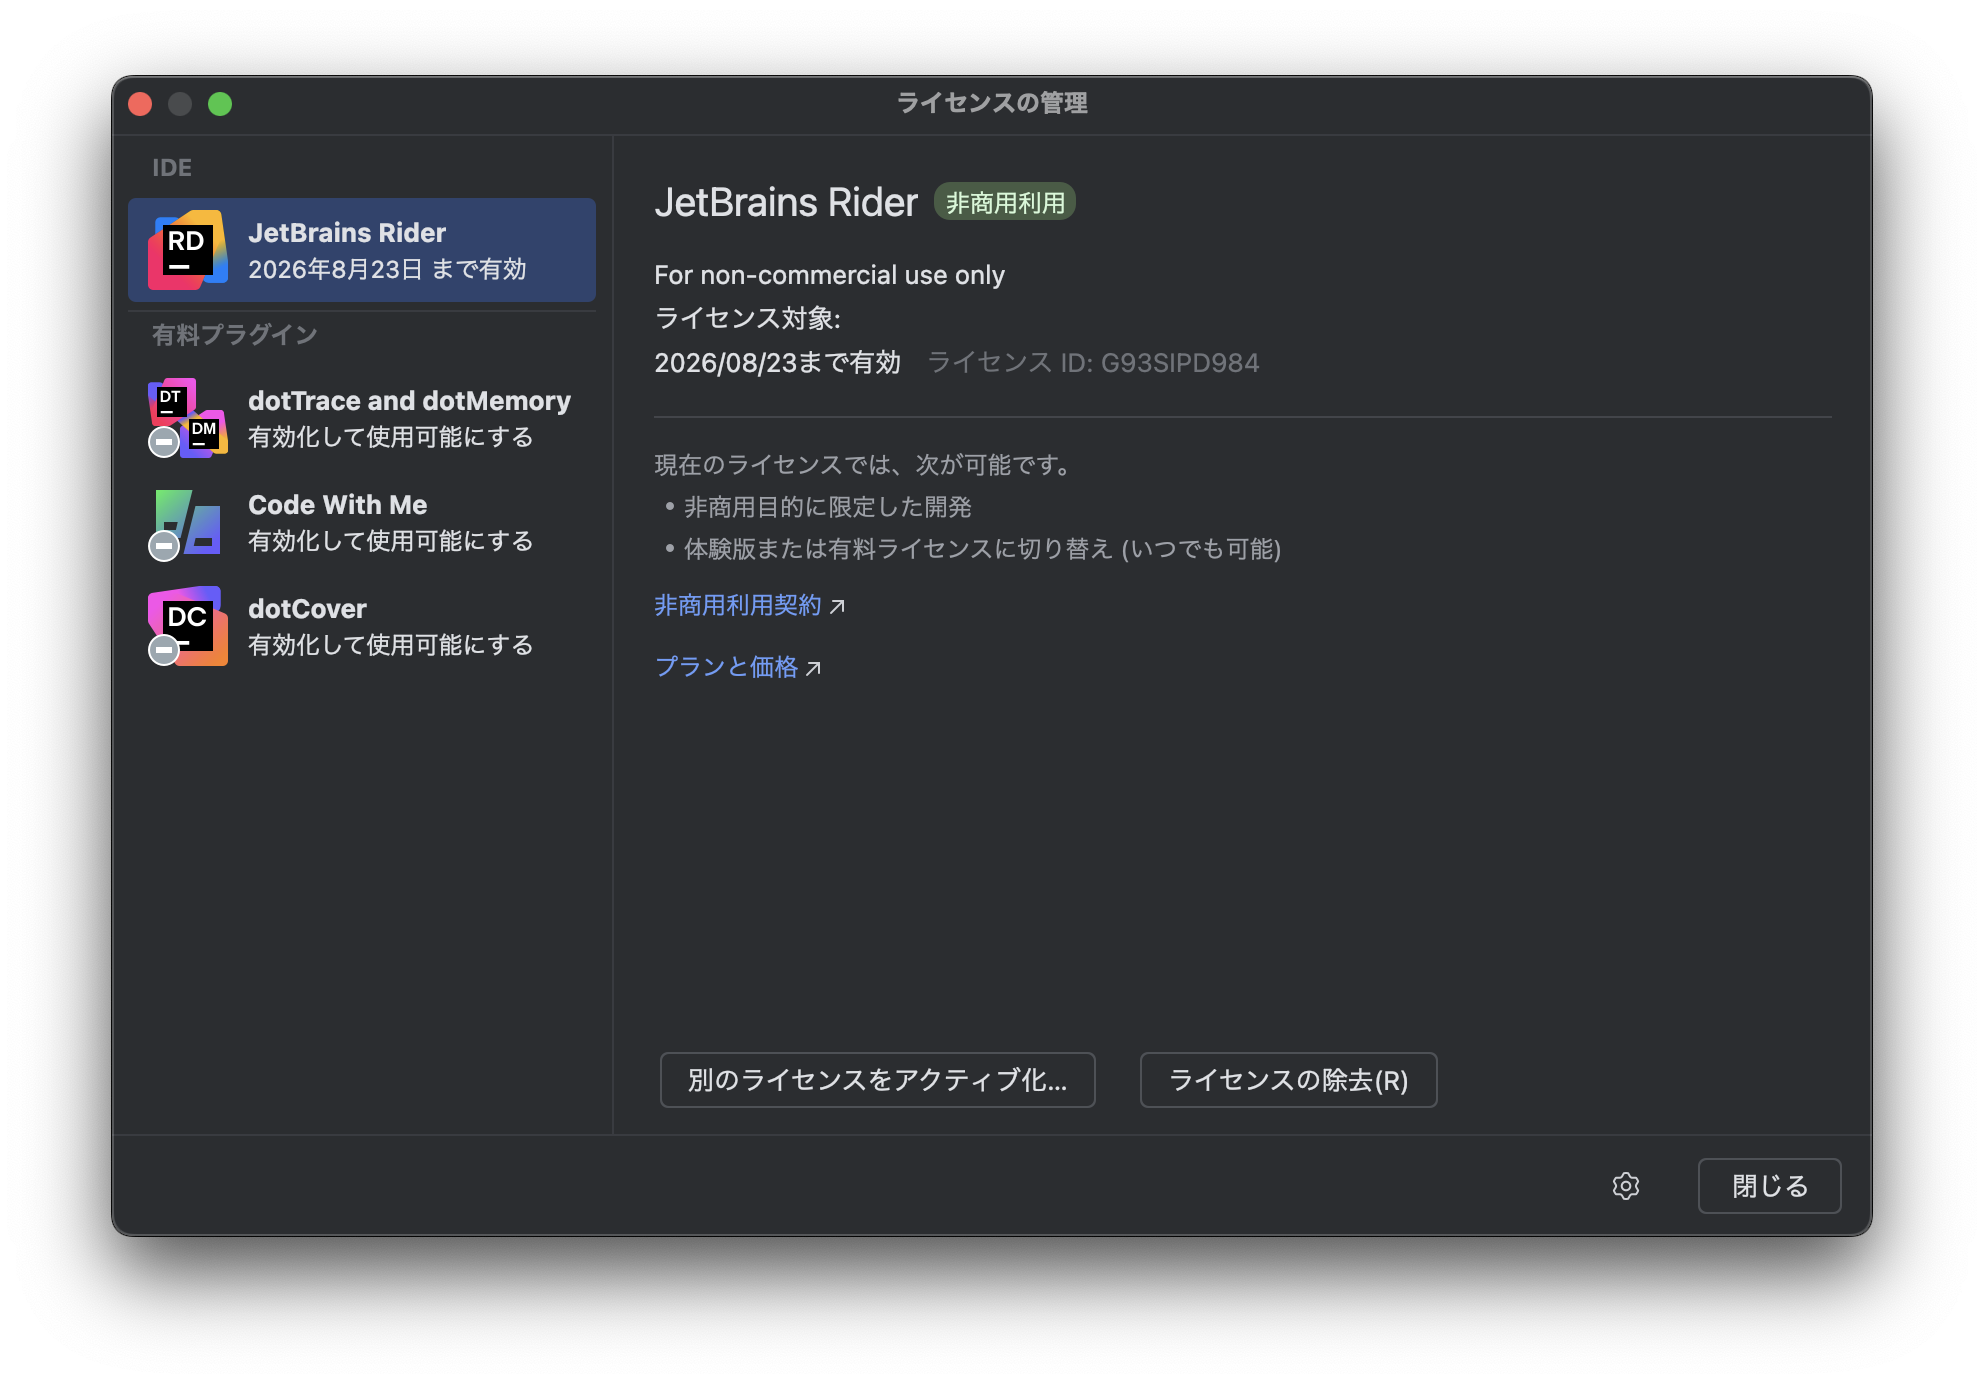 ライセンスの管理
IDE
RD
JetBrains Rider
2026年8月23日 まで有効
有料プラグイン
DT
DM
dotTrace and dotMemory
有効化して使用可能にする
Code With Me
有効化して使用可能にする
DC
dotCover
有効化して使用可能にする
JetBrains Rider 非商用利用
For non-commercial use only
ライセンス対象:
2026/08/23まで有効 ライセンス ID: G93SIPD984
現在のライセンスでは、次が可能です。
• 非商用目的に限定した開発
• 体験版または有料ライセンスに切り替え (いつでも可能)
非商用利用契約 ↗
プランと価格 ↗
別のライセンスをアクティブ化...
ライセンスの除去(R)
閉じる